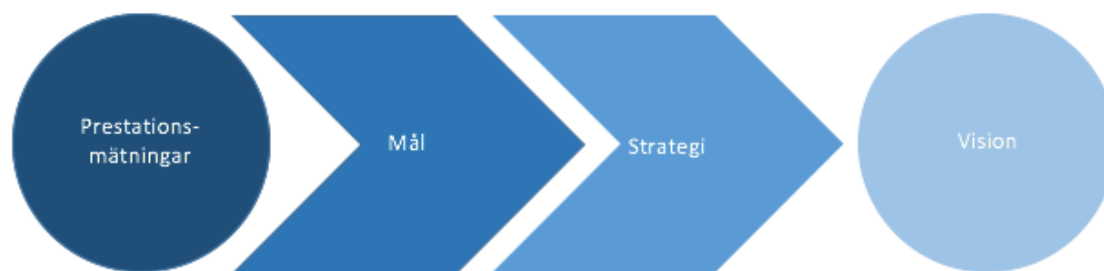 Prestations-
mätningar
Mål
Strategi
Vision